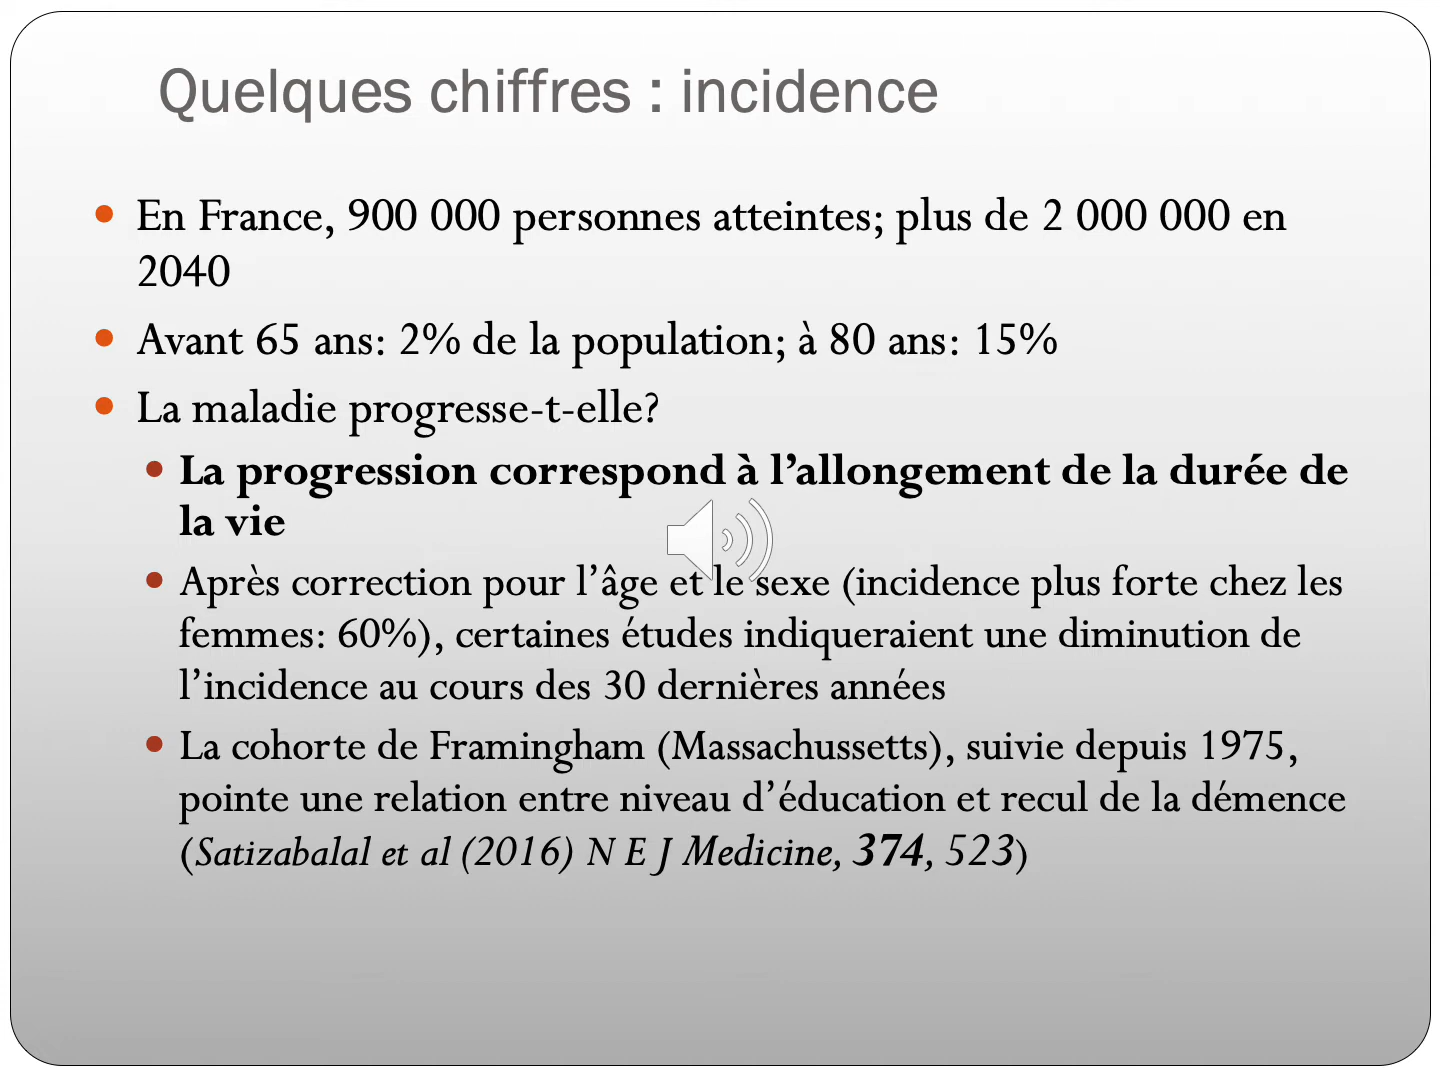 Quelques chiffres : incidence
En France, 900 000 personnes atteintes; plus de 2 000 000 en
2040
Avant 65 ans: 2% de la population; à 80 ans: 15%
La maladie progresse-t-elle?
La progression correspond à l’allongement de la durée de
la vie
Après correction pour l’âge et le sexe (incidence plus forte chez les
femmes: 60%), certaines études indiqueraient une diminution de
l’incidence au cours des 30 dernières années
La cohorte de Framingham (Massachussetts), suivie depuis 1975,
pointe une relation entre niveau d’éducation et recul de la démence
(Satizabalal et al (2016) N E J Medicine, 374, 523)